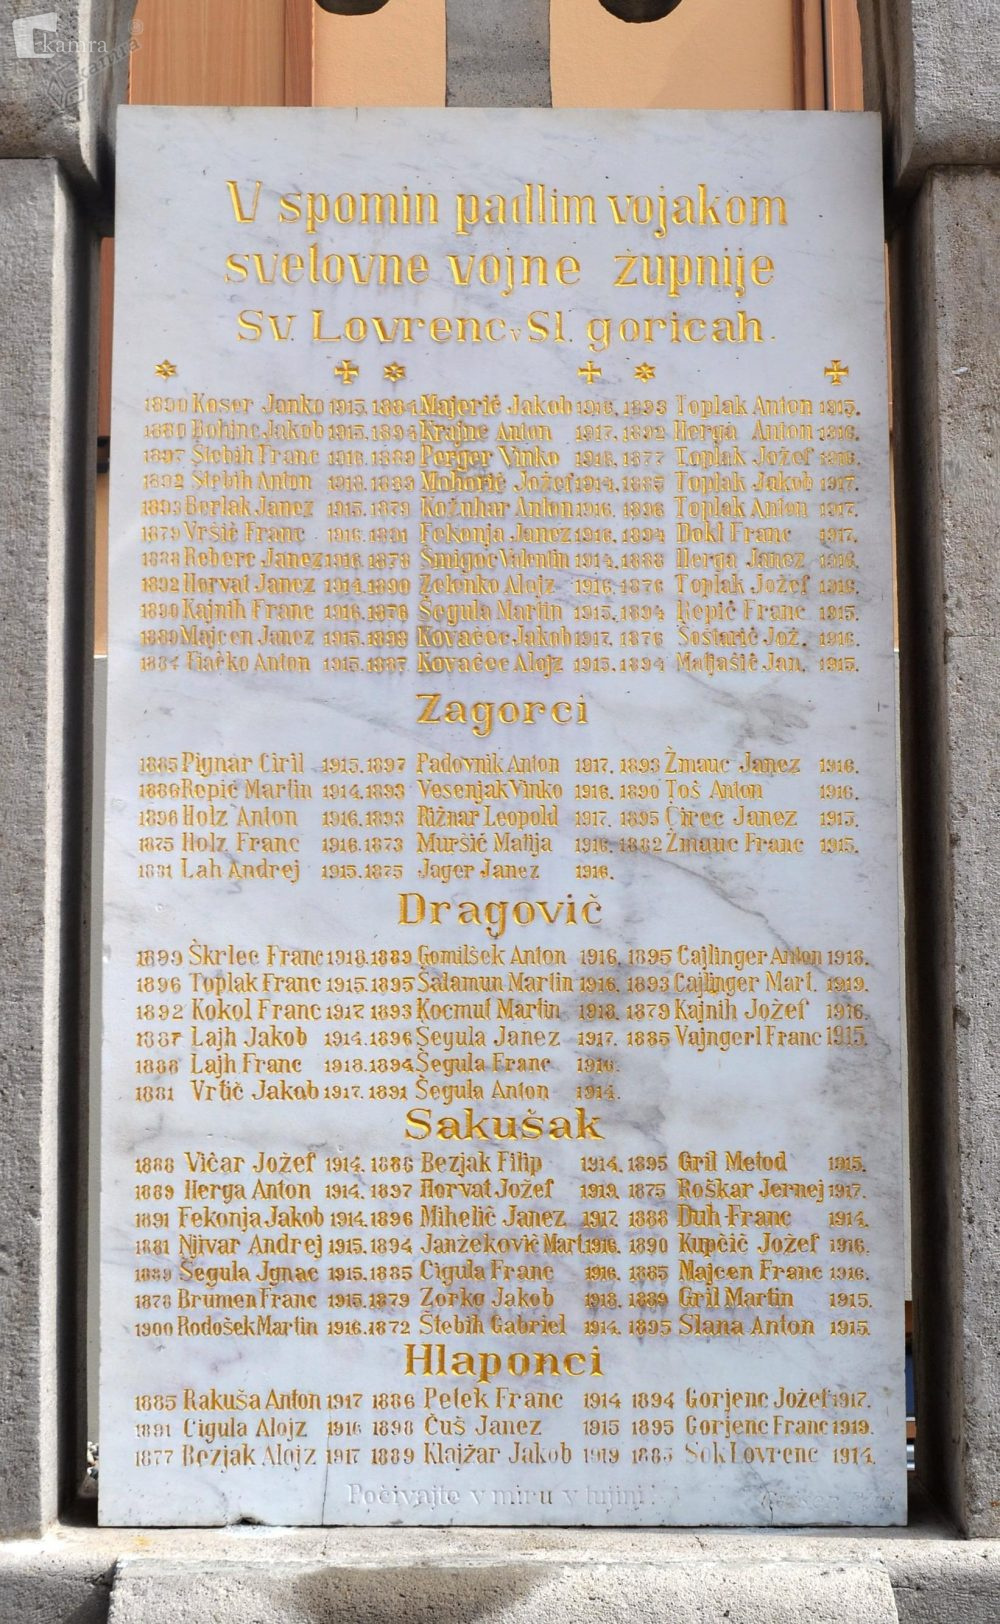 kamra
V spomin padlim vojakom
svetovne vojne župnije
Sv. Lovrenc v Sl. goricah.
1890 Koser Janko 1915. 1884 Majerič Jakob 1916. 1893 Toplak Anton 1915.
1880 Bohinc Jakob 1915. 1894 Krajnc Anton 1917. 1892 Herga Anton 1916.
1897 Štebih Franc 1918. 1889 Perger Vinko 1918. 1877 Toplak Jožef 1916.
1892 Štebih Anton 1918. 1889 Mohorič Jožef 1914. 1885 Toplak Jakob 1917.
1893 Berlak Janez 1915. 1879 Kožuhar Anton 1916. 1896 Toplak Anton 1917.
1879 Vršič Franc 1916. 1891 Fekonja Janez 1916. 1894 Dokl Franc 1917.
1888 Reberc Janez 1916. 1879 Šmigoc Valentin 1914. 1888 Herga Janez 1916.
1892 Horvat Janez 1914. 1890 Zelenko Alojz 1916. 1876 Toplak Jožef 1918.
1890 Kajnih Franc 1916. 1878 Šegula Martin 1915. 1894 Repič Franc 1915.
1889 Majcen Janez 1915. 1898 Kovačec Jakob 1917. 1876 Šoštarič Jož. 1916.
1884 Fiačko Anton 1915. 1887 Kovačec Alojz 1915. 1894 Matjašič Jan. 1915.
Zagorci
1885 Pignar Ciril 1915. 1897 Padovnik Anton 1917. 1893 Žmauc Janez 1916.
1886 Repič Martin 1914. 1893 Vesenjak Vinko 1916. 1890 Toš Anton 1916.
1896 Holz Anton 1916. 1893 Rižnar Leopold 1917. 1895 Cirec Janez 1915.
1875 Holz Franc 1916. 1873 Muršič Matija 1916. 1882 Žmauc Franc 1915.
1891 Lah Andrej 1915. 1875 Jager Janez 1916.
Dragovič
1899 Škrlec Franc 1918. 1889 Gomilšek Anton 1916. 1895 Cajlinger Anton 1918.
1896 Toplak Franc 1915. 1895 Šalamun Martin 1916. 1893 Cajlinger Mart. 1919.
1892 Kokol Franc 1917 1893 Kocmut Martin 1918. 1879 Kajnih Jožef 1916.
1887 Lajh Jakob 1914. 1896 Šegula Janez 1917. 1885 Vajngerl Franc 1915.
1888 Lajh Franc 1918. 1894 Šegula Franc 1916.
1881 Vrtič Jakob 1917. 1891 Šegula Anton 1914.
Sakušak
1888 Vičar Jožef 1914. 1886 Bezjak Filip 1914. 1895 Gril Metod 1915.
1889 Herga Anton 1914. 1897 Horvat Jožef 1919. 1875 Roškar Jernej 1917.
1891 Fekonja Jakob 1914. 1896 Mihelič Janez 1917 1888 Duh Franc 1914.
1881 Njivar Andrej 1915. 1894 Janžekovič Mart. 1916. 1890 Kupčič Jožef 1916.
1889 Šegula Jgnac 1915. 1885 Cigula Franc 1916. 1885 Majcen Franc 1916.
1878 Brumen Franc 1915. 1879 Zorko Jakob 1918. 1889 Gril Martin 1915.
1900 Rodošek Martin 1916. 1872 Štebih Gabriel 1914. 1895 Slana Anton 1915.
Hlaponci
1885 Rakuša Anton 1917 1886 Petek Franc 1914 1894 Gorjenc Jožef 1917.
1891 Cigula Alojz 1916 1898 Čuš Janez 1915 1895 Gorjenc Franc 1919.
1877 Bezjak Alojz 1917 1889 Klajžar Jakob 1919 1885 Sok Lovrenc 1914.
Počivajte v miru v tujini!